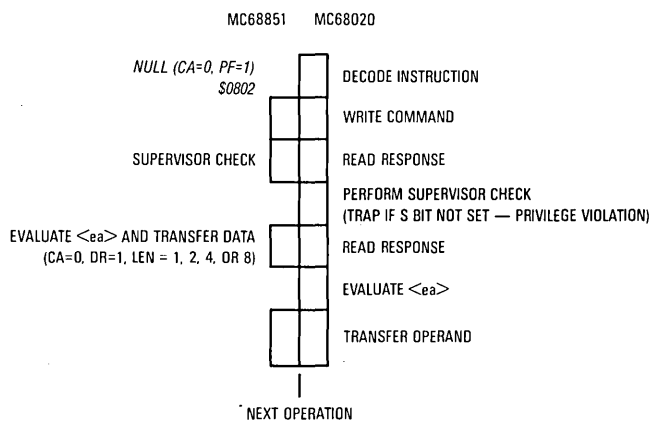 MC68851 MC68020
NULL (CA=0, PF=1)
$0802
DECODE INSTRUCTION
WRITE COMMAND
SUPERVISOR CHECK
READ RESPONSE
PERFORM SUPERVISOR CHECK
(TRAP IF S BIT NOT SET — PRIVILEGE VIOLATION)
EVALUATE <ea> AND TRANSFER DATA
(CA=0, DR=1, LEN = 1, 2, 4, OR 8)
READ RESPONSE
EVALUATE <ea>
TRANSFER OPERAND
NEXT OPERATION